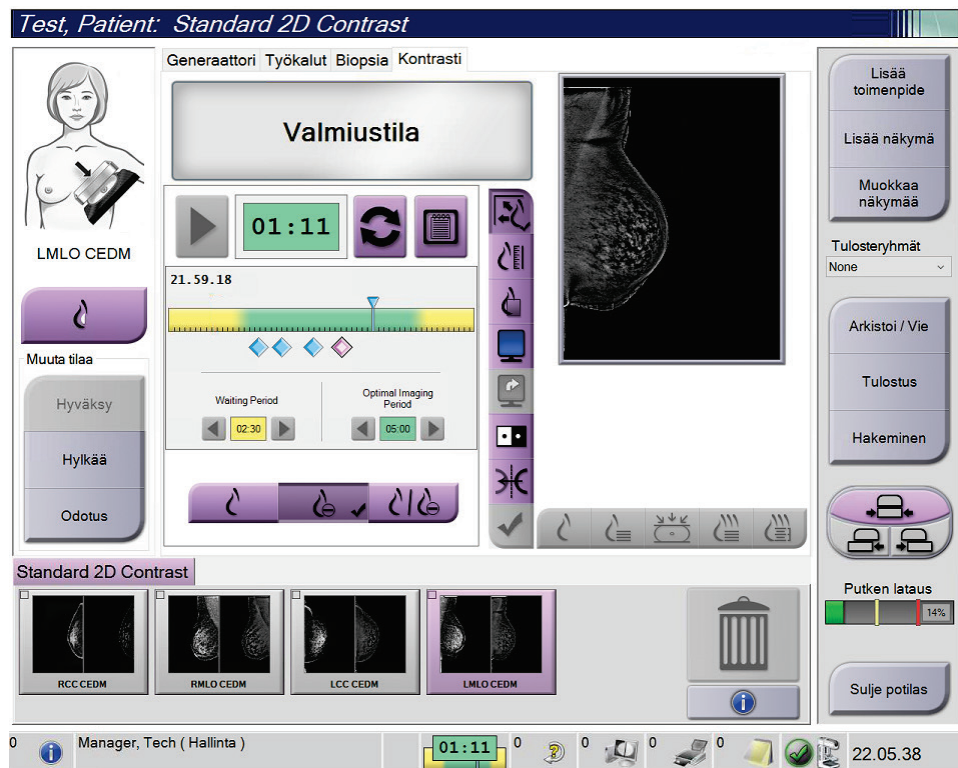 Test, Patient: Standard 2D Contrast
Generaattori Työkalut Biopsia Kontrasti
Valmiustila
LMLO CEDM
Muuta tilaa
Hyväksy
Hylkää
Odotus
01:11
21.59.18
Waiting Period
02:30
Optimal Imaging
Period
05:00
Lisää
toimenpide
Lisää näkymä
Muokkaa
näkymää
Tulosteryhmät
None
Arkistoi / Vie
Tulostus
Hakeminen
Putken lataus
14%
Sulje potilas
Standard 2D Contrast
RCC CEDM
RMLO CEDM
LCC CEDM
LMLO CEDM
0 Manager, Tech ( Hallinta ) 01:11 0 0 0 0 22.05.38